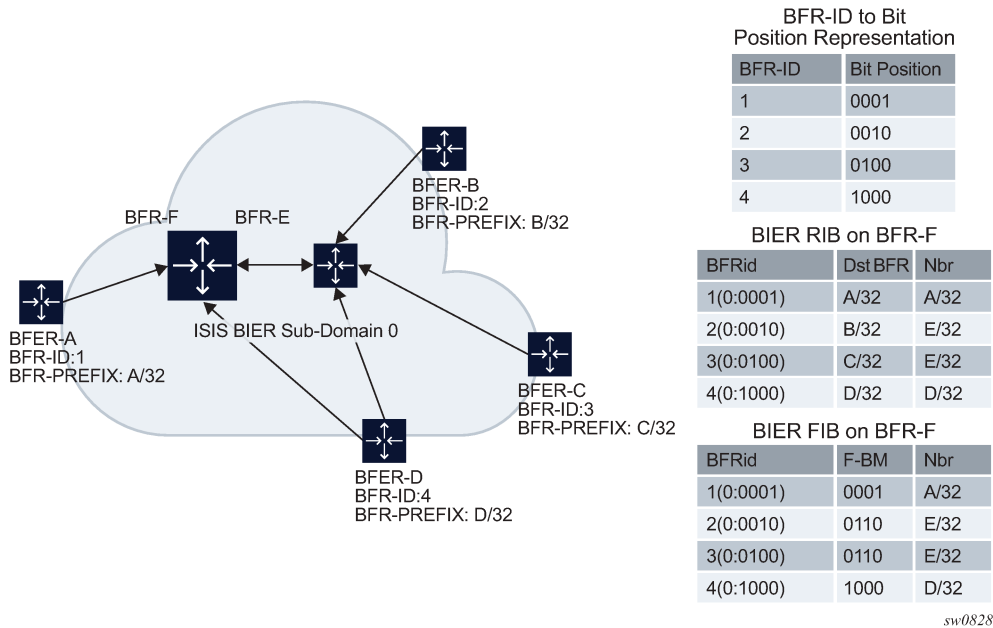 BFR-ID to Bit
Position Representation
BFR-ID Bit Position
1 0001
2 0010
3 0100
4 1000
BFER-B
BFR-ID:2
BFR-PREFIX: B/32
BFR-F BFR-E
ISIS BIER Sub-Domain 0
BFER-A
BFR-ID:1
BFR-PREFIX: A/32
BFER-C
BFR-ID:3
BFR-PREFIX: C/32
BFER-D
BFR-ID:4
BFR-PREFIX: D/32
BIER RIB on BFR-F
BFRid Dst BFR Nbr
1(0:0001) A/32 A/32
2(0:0010) B/32 E/32
3(0:0100) C/32 E/32
4(0:1000) D/32 D/32
BIER FIB on BFR-F
BFRid F-BM Nbr
1(0:0001) 0001 A/32
2(0:0010) 0110 E/32
3(0:0100) 0110 E/32
4(0:1000) 1000 D/32
sw0828